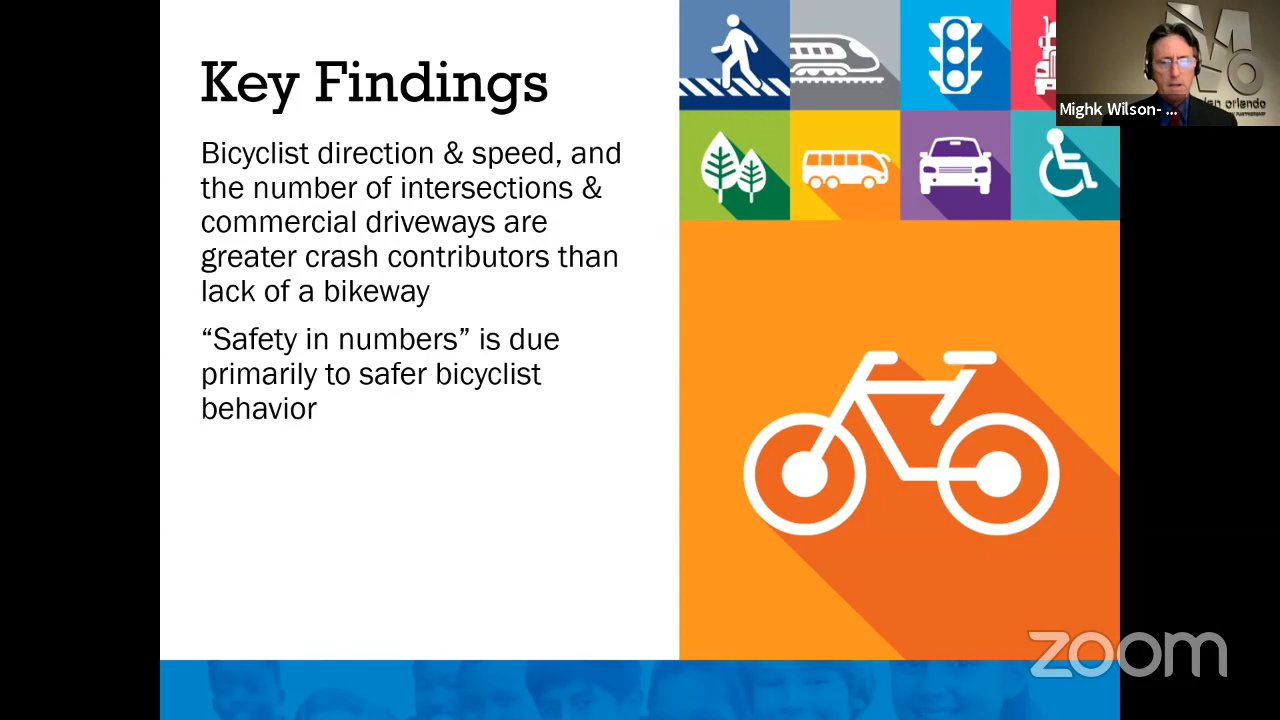 Key Findings
Bicyclist direction & speed, and
the number of intersections &
commercial driveways are
greater crash contributors than
lack of a bikeway
“Safety in numbers” is due
primarily to safer bicyclist
behavior
Mighk Wilson- ...
orlando
zoom